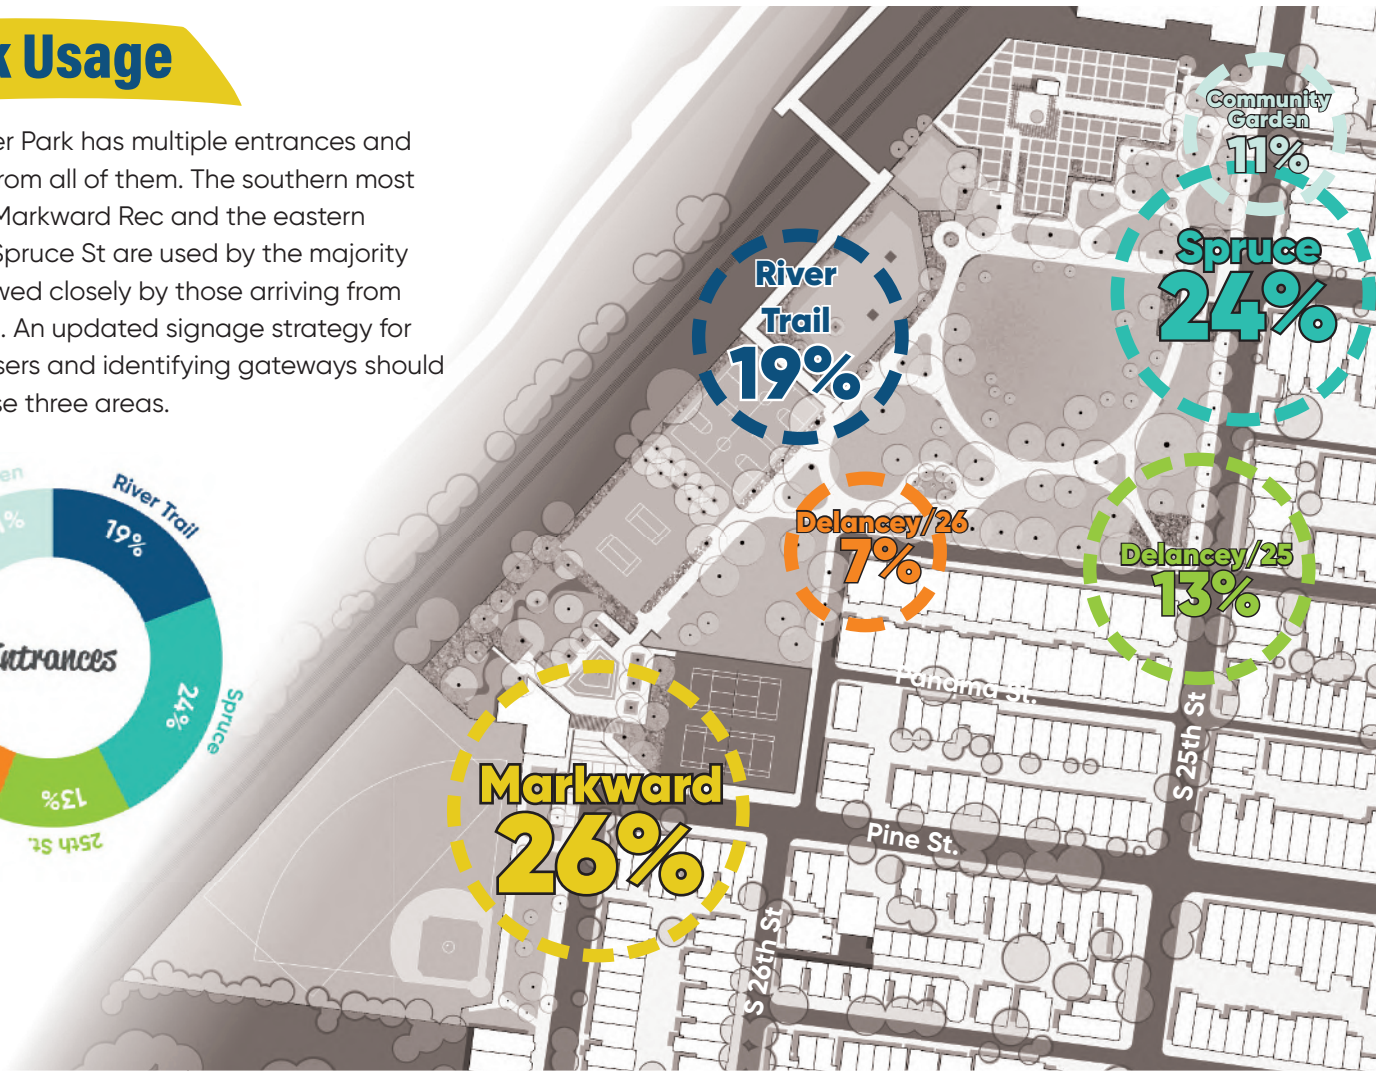 k Usage
er Park has multiple entrances and
rom all of them. The southern most
Markward Rec and the eastern
Spruce St are used by the majority
wed closely by those arriving from
. An updated signage strategy for
sers and identifying gateways should
se three areas.
en
%
River Trail
19%
Spruce
24%
25th St.
13%
Entrances
Community
Garden
11%
Spruce
24%
River
Trail
19%
Delancey/26
7%
Delancey/25
13%
Markward
26%
Panama St.
S 25th St
Pine St.
S 26th St